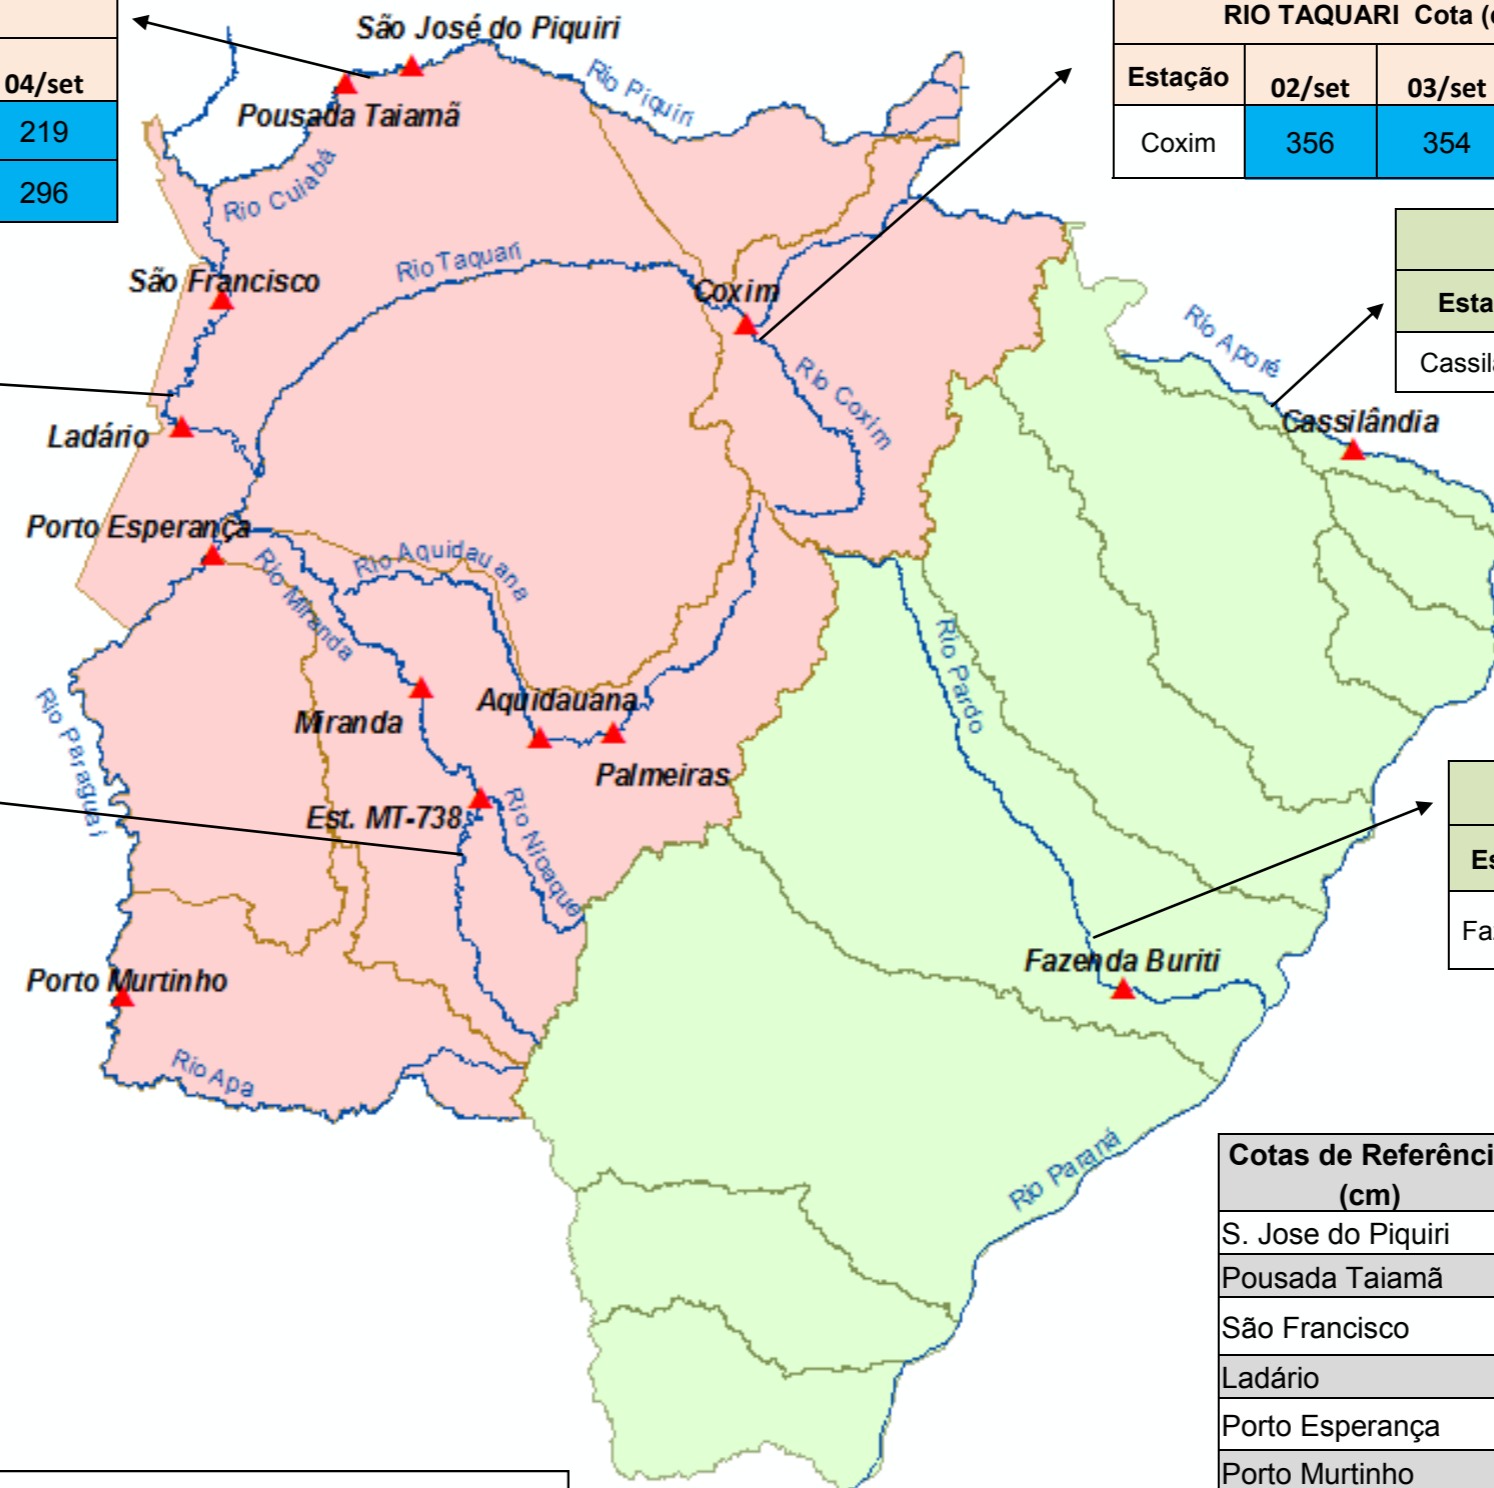 04/set
219
296
São José do Piquiri
Pousada Taiamã
Rio Piquiri
Rio Cuiabá
RIO TAQUARI Cota (
Estação
02/set
03/set
Coxim
356
354
São Francisco
Rio Taquari
Coxim
Rio Coxim
Rio Aporé
Cassilândia
Ladário
Porto Esperança
Rio Miranda
Rio Aquidauana
Rio Pardo
Rio Paraguai
Miranda
Aquidauana
Palmeiras
Est. MT-738
Rio Nioaque
Fazenda Buriti
Porto Murtinho
Rio Apa
Rio Paraná
Cotas de Referênci
(cm)
S. Jose do Piquiri
Pousada Taiamã
São Francisco
Ladário
Porto Esperança
Porto Murtinho